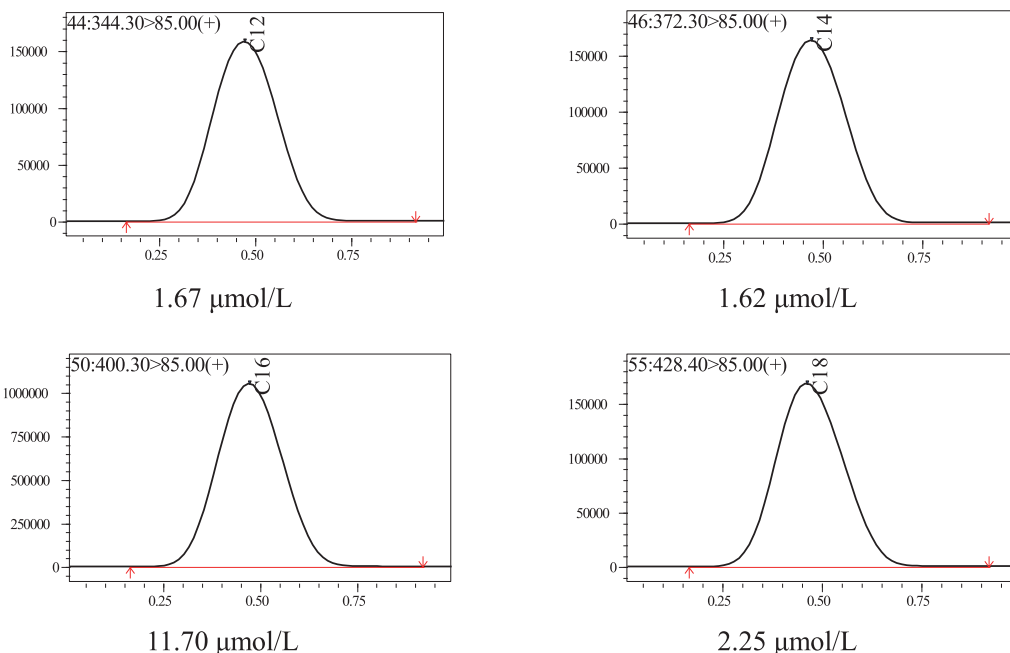 44:344.30>85.00(+)
C12
150000
100000
50000
0
0.25 0.50 0.75
1.67 μmol/L
46:372.30>85.00(+)
C14
150000
100000
50000
0
0.25 0.50 0.75
1.62 μmol/L
50:400.30>85.00(+)
C16
1000000
750000
500000
250000
0
0.25 0.50 0.75
11.70 μmol/L
55:428.40>85.00(+)
C18
150000
100000
50000
0
0.25 0.50 0.75
2.25 μmol/L